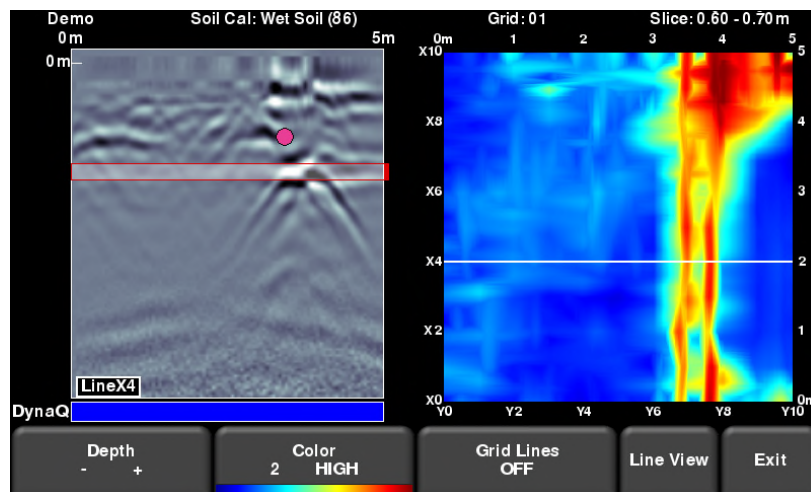 Demo Soil Cal: Wet Soil (86) Grid: 01 Slice: 0.60 - 0.70 m
0m 5m 0m 1 2 3 4 5
0m
X10 5
X8 4
X6 3
X4 2
X2 1
X0 0m
Y0 Y2 Y4 Y6 Y8 Y10
LineX4
DynaQ
Depth Color Grid Lines Line View Exit
- + 2 HIGH OFF